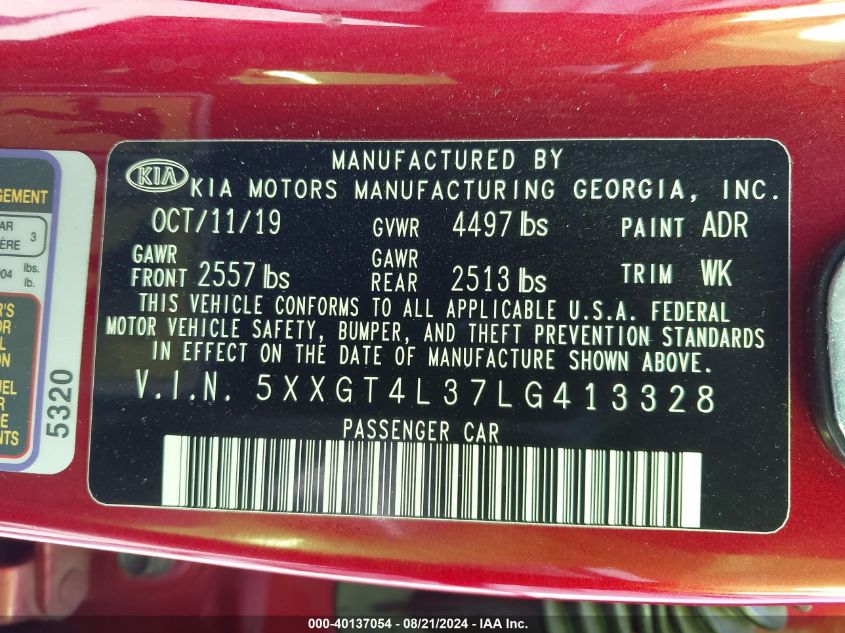 MANUFACTURED BY
KIA KIA MOTORS MANUFACTURING GEORGIA, INC.
OCT/11/19 GVWR 4497 lbs PAINT ADR
GAWR FRONT 2557 lbs GAWR REAR 2513 lbs TRIM WK
THIS VEHICLE CONFORMS TO ALL APPLICABLE U.S.A. FEDERAL
MOTOR VEHICLE SAFETY, BUMPER, AND THEFT PREVENTION STANDARDS
IN EFFECT ON THE DATE OF MANUFACTURE SHOWN ABOVE.
V.I.N. 5XXGT4L37LG413328
PASSENGER CAR
3
lbs.
lb.
5320
000-40137054 - 08/21/2024 - IAA Inc.